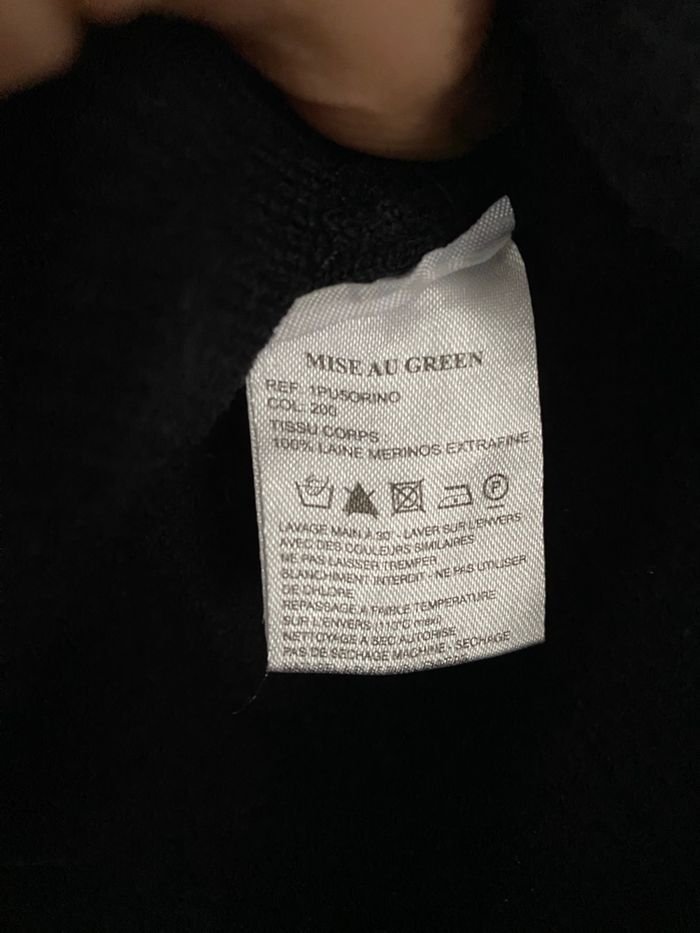 MISE AU GREEN
REF: 1PU5ORINO
COL: 200
TISSU CORPS
100% LAINE MERINOS EXTRAFINE
P
LAVAGE MAIN A 30° - LAVER SUR L'ENVERS
AVEC DES COULEURS SIMILAIRES
NE PAS LAISSER TREMPER
BLANCHIMENT INTERDIT - NE PAS UTILISER
DE CHLORE
REPASSAGE A FAIBLE TEMPERATURE
SUR L'ENVERS (110°C maxi)
NETTOYAGE A SEC AUTORISE
PAS DE SECHAGE MACHINE - SECHAGE